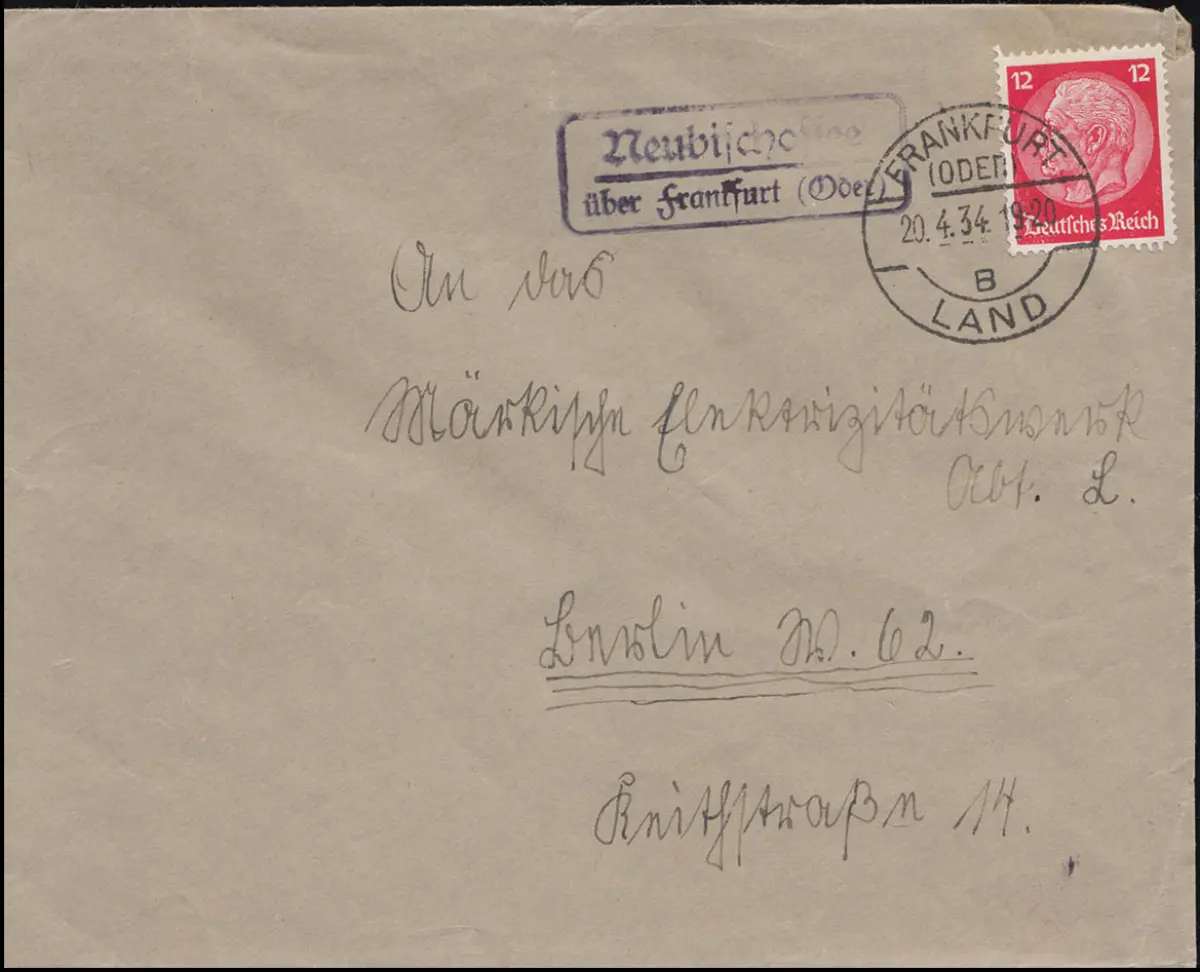 12 12
Deutsches Reich
FRANKFURT
(ODER)
20.4.34.19-20
B
LAND
über Frankfurt (Oder)
An das
Märkische Elektrizitätswerk
Abt. L.
Berlin W. 62.
Keithstraße 14.